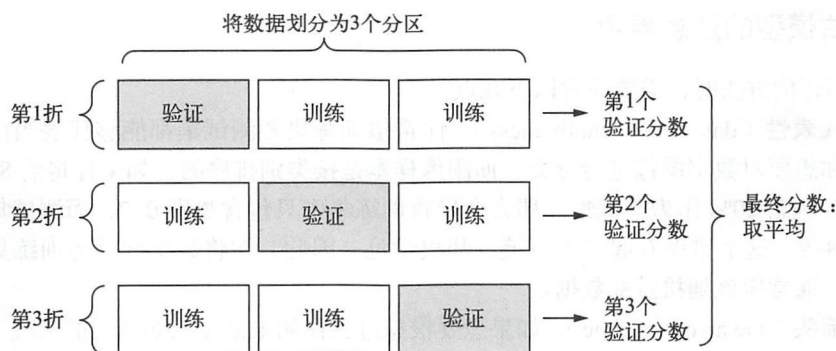 将数据划分为3个分区
第1折 验证 训练 训练 第1个
验证分数
第2折 训练 验证 训练 第2个
验证分数
最终分数:
取平均
第3折 训练 训练 验证 第3个
验证分数